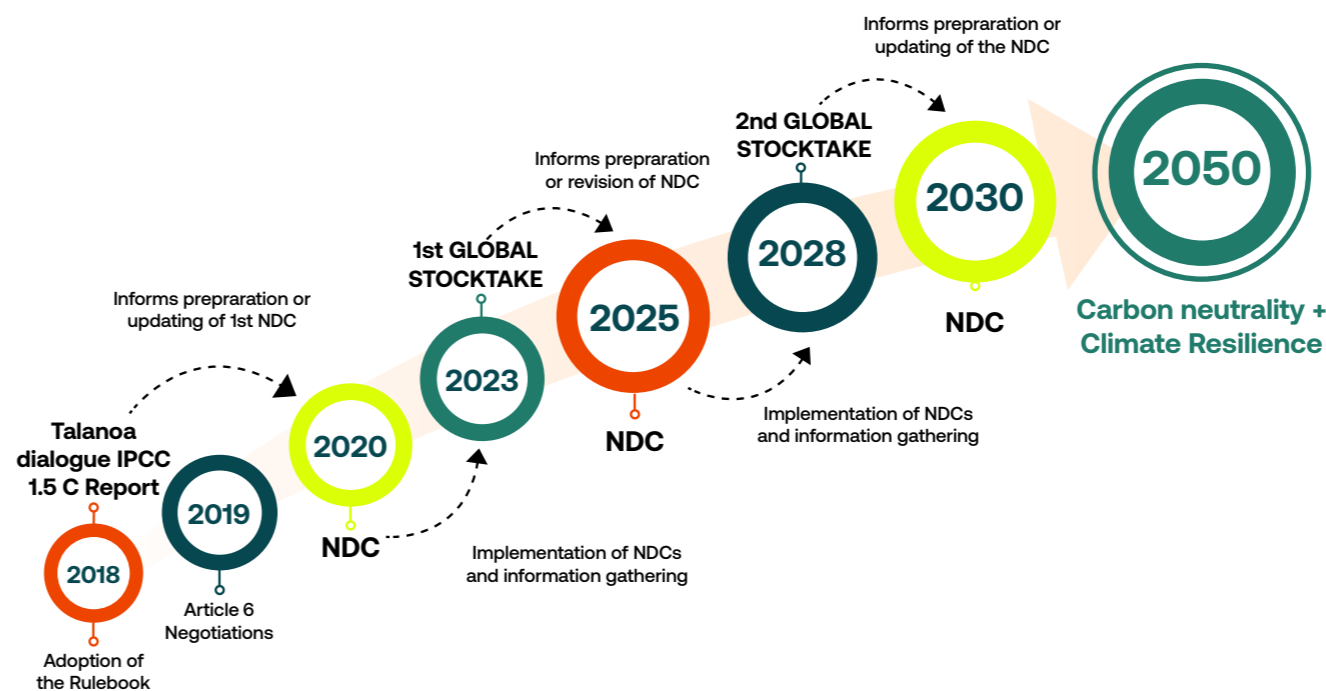 Talanoa
dialogue IPCC
1.5 C Report
2018
Adoption of
the Rulebook
2019
Article 6
Negotiations
Informs prepraration or
updating of 1st NDC
2020
NDC
Implementation of NDCs
and information gathering
1st GLOBAL
STOCKTAKE
2023
Informs prepraration
or revision of NDC
2025
NDC
Implementation of NDCs
and information gathering
2nd GLOBAL
STOCKTAKE
2028
Informs prepraration or
updating of the NDC
2030
NDC
2050
Carbon neutrality +
Climate Resilience